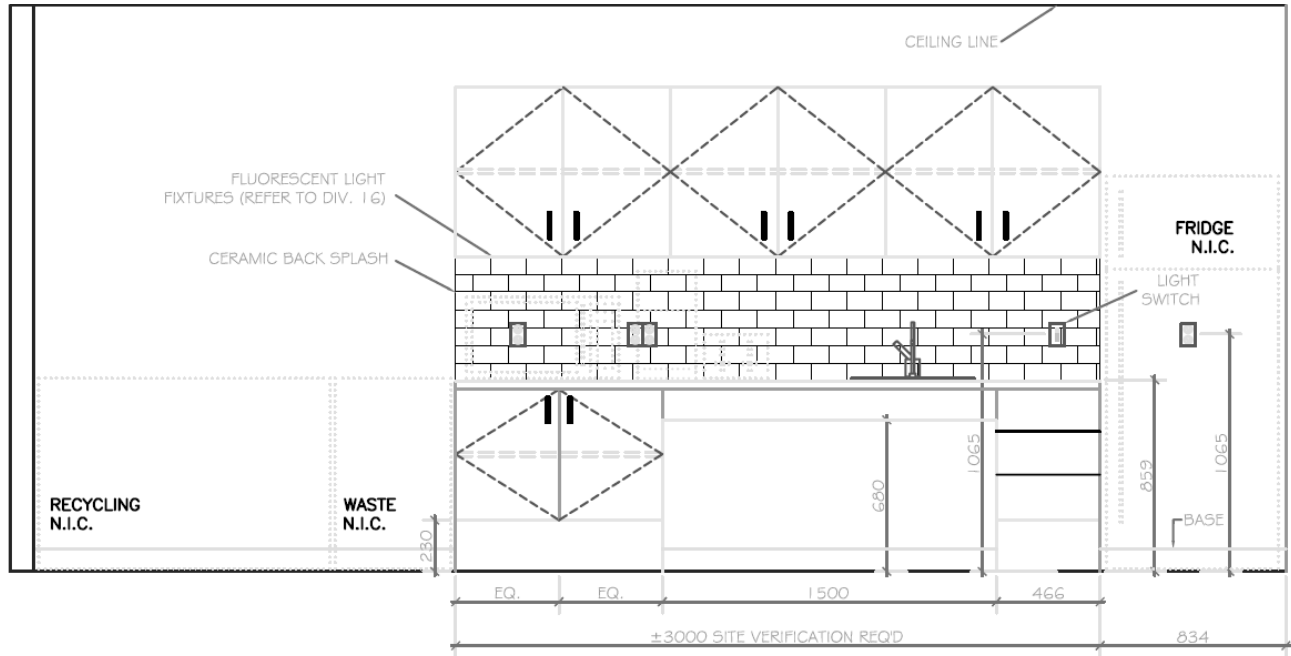 CEILING LINE
FLUORESCENT LIGHT
FIXTURES (REFER TO DIV. 16)
CERAMIC BACK SPLASH
FRIDGE
N.I.C.
LIGHT
SWITCH
RECYCLING
N.I.C.
WASTE
N.I.C.
230
680
1065
859
1065
BASE
EQ.
EQ.
1500
466
±3000 SITE VERIFICATION REQ'D
834